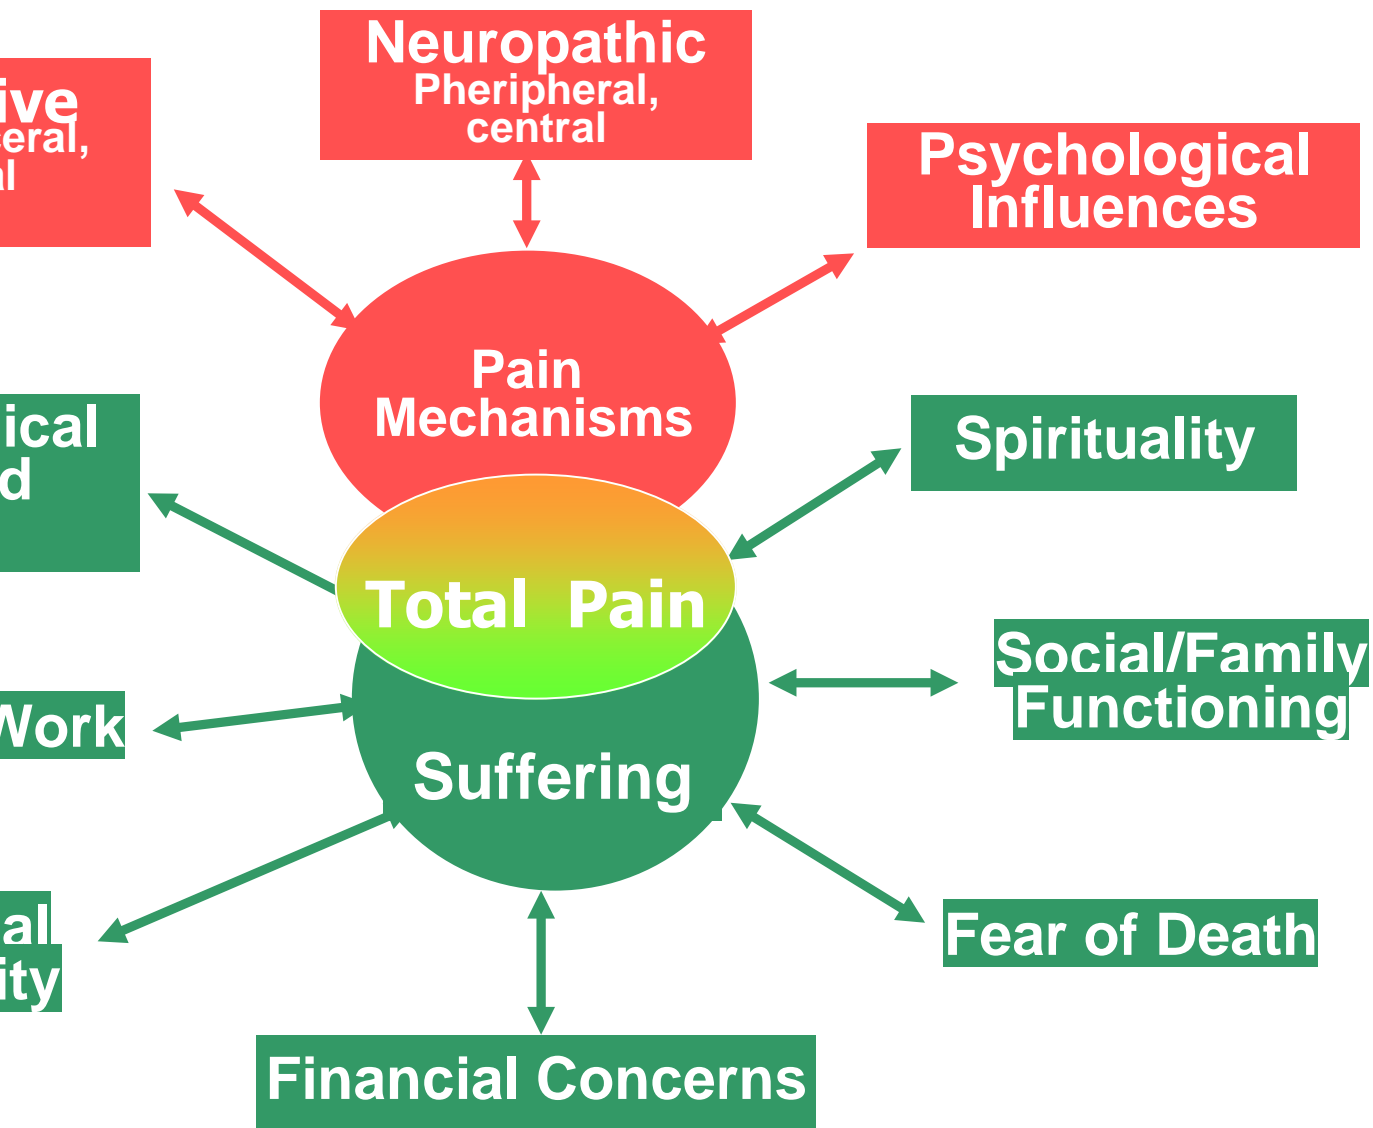 Neuropathic
Pheripheral,
central
Psychological
Influences
Pain
Mechanisms
Spirituality
Total Pain
Social/Family
Functioning
Work
Suffering
Fear of Death
Financial Concerns